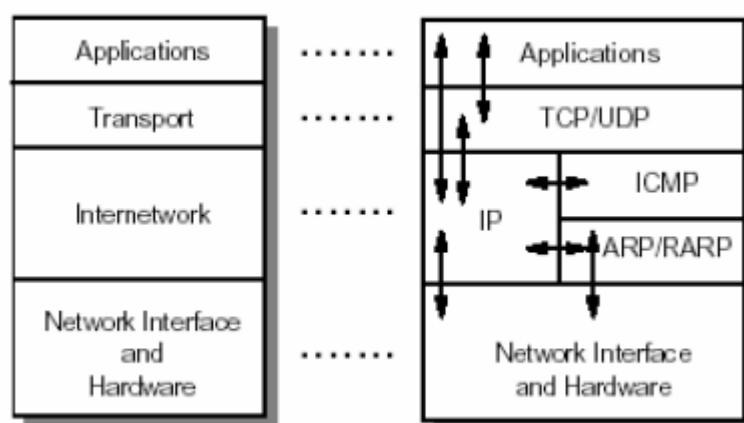 Applications
Transport
Internetwork
Network Interface
and
Hardware
Applications
TCP/UDP
IP
ICMP
ARP/RARP
Network Interface
and Hardware